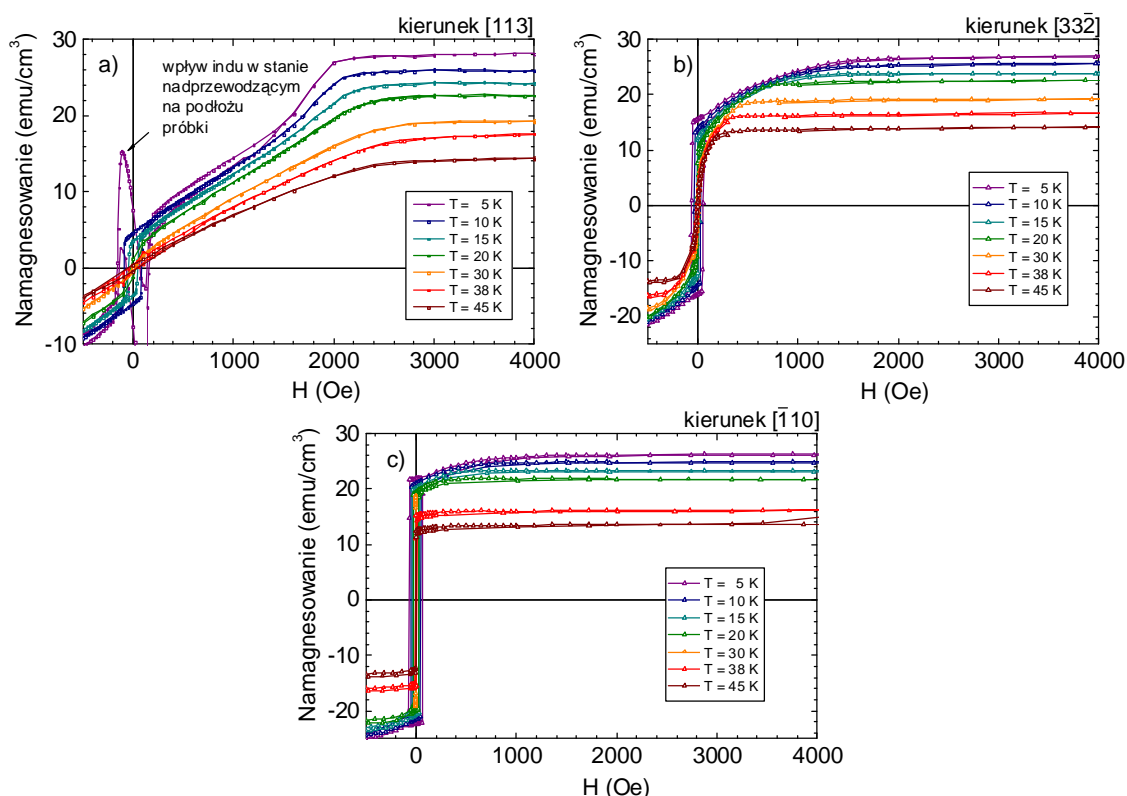 kierunek [113]
a)
wpływ indu w stanie
nadprzewodzącym
na podłożu
próbki
Namagnesowanie (emu/cm³)
30
20
10
0
-10
T = 5 K
T = 10 K
T = 15 K
T = 20 K
T = 30 K
T = 38 K
T = 45 K
0 1000 2000 3000 4000
H (Oe)
kierunek [332̄]
b)
Namagnesowanie (emu/cm³)
30
20
10
0
-10
-20
T = 5 K
T = 10 K
T = 15 K
T = 20 K
T = 30 K
T = 38 K
T = 45 K
0 1000 2000 3000 4000
H (Oe)
kierunek [1̄10]
c)
Namagnesowanie (emu/cm³)
30
20
10
0
-10
-20
T = 5 K
T = 10 K
T = 15 K
T = 20 K
T = 30 K
T = 38 K
T = 45 K
0 1000 2000 3000 4000
H (Oe)